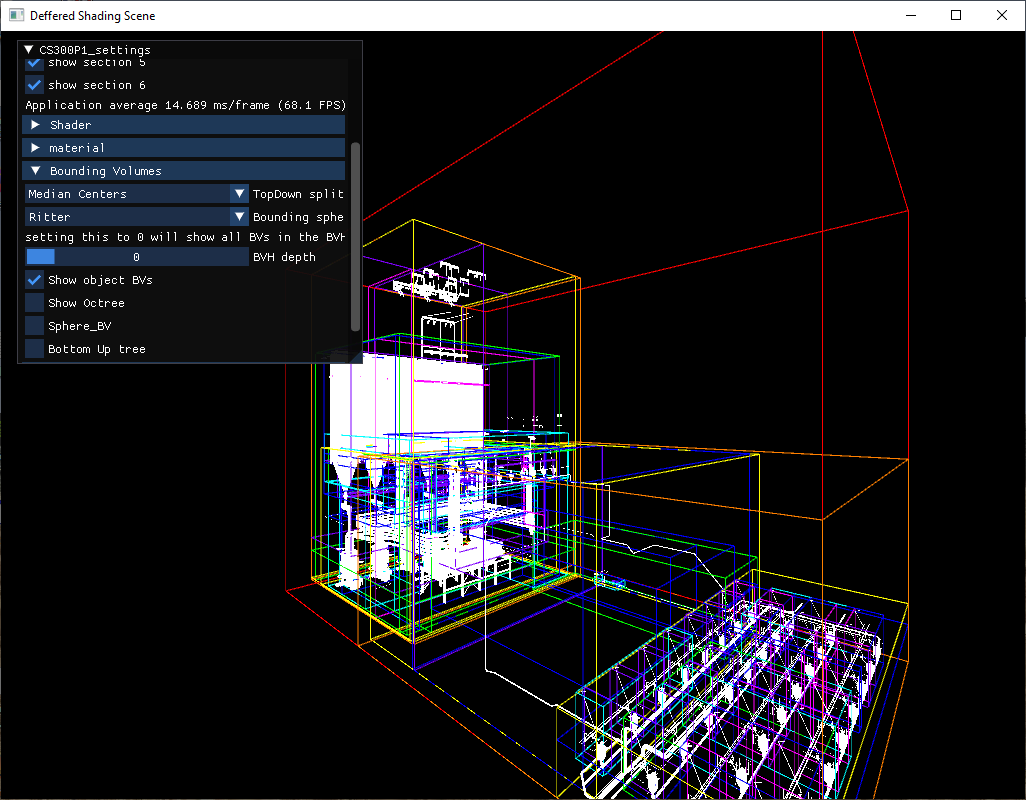 Deffered Shading Scene
CS300P1_settings
show section 5
show section 6
Application average 14.689 ms/frame (68.1 FPS)
Shader
material
Bounding Volumes
Median Centers TopDown split
Ritter Bounding sphe
setting this to 0 will show all BVs in the BVH
0 BVH depth
Show object BVs
Show Octree
Sphere_BV
Bottom Up tree